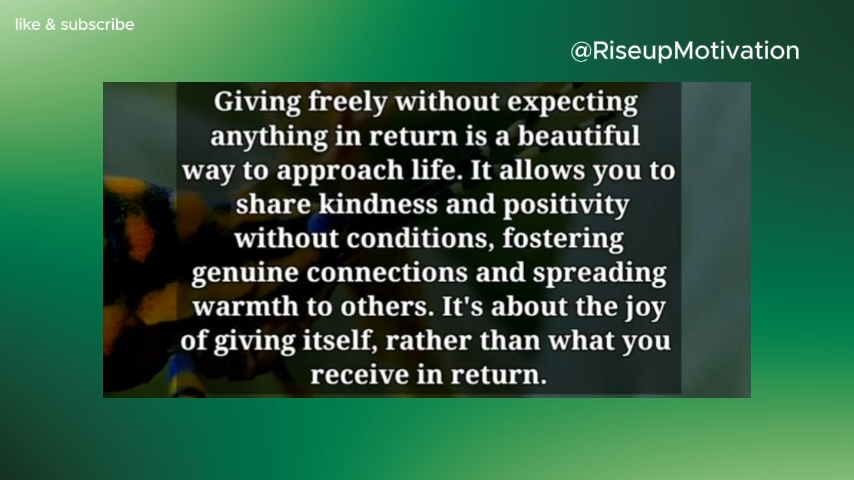 like & subscribe
@RiseupMotivation
Giving freely without expecting
anything in return is a beautiful
way to approach life. It allows you to
share kindness and positivity
without conditions, fostering
genuine connections and spreading
warmth to others. It's about the joy
of giving itself, rather than what you
receive in return.